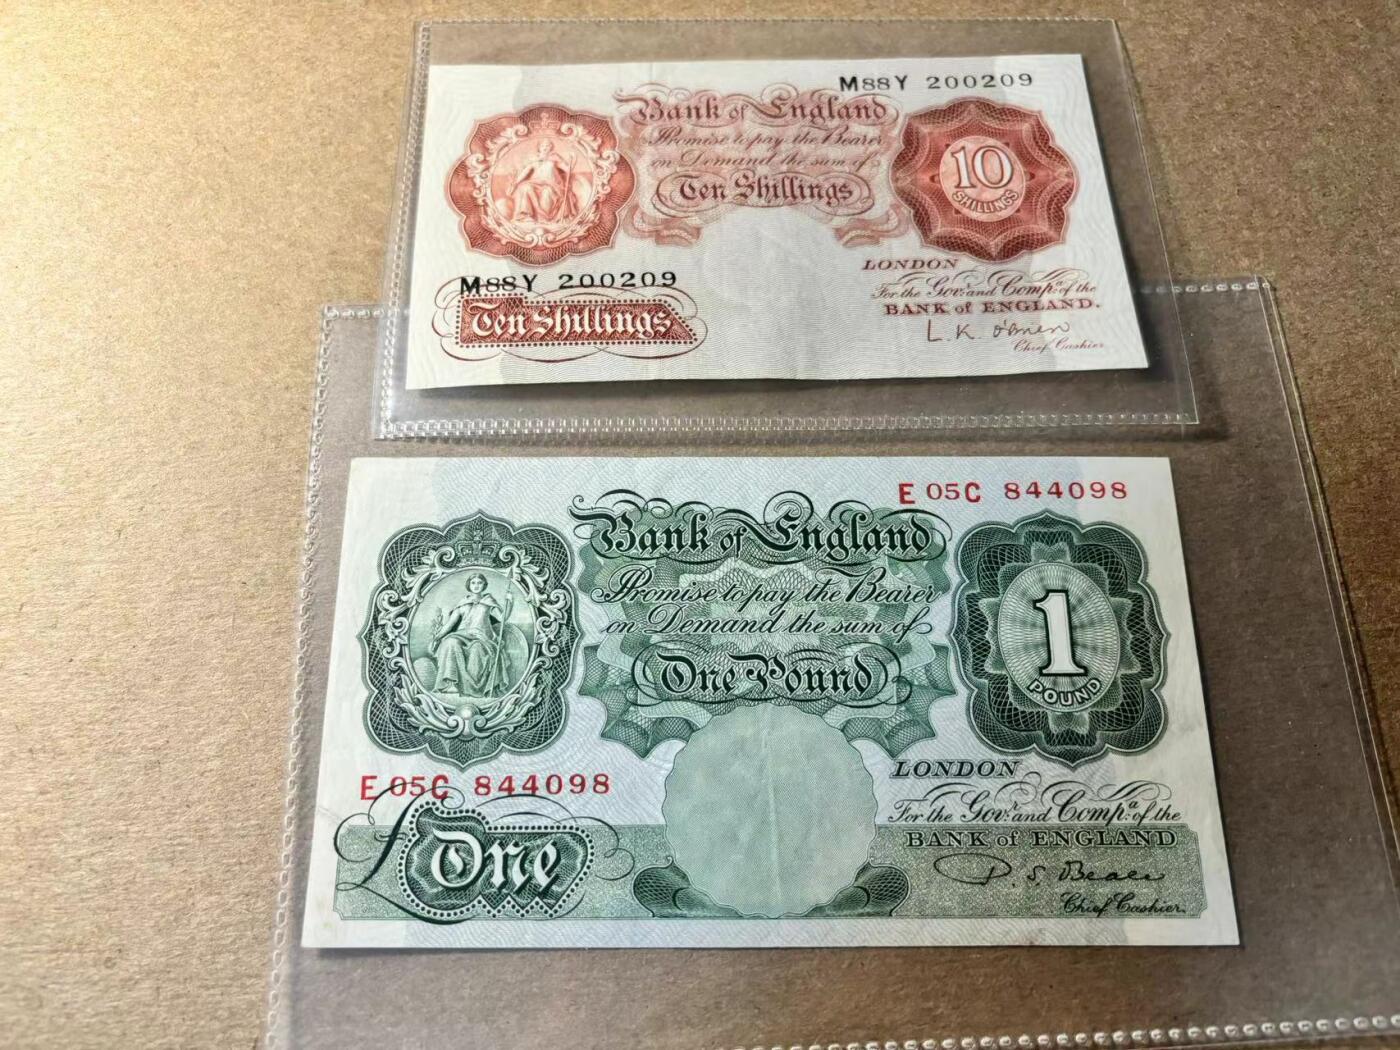 M88Y 200209
Bank of England
Promise to pay the Bearer
on Demand the sum of
Ten Shillings
10
SHILLINGS
M88Y 200209
Ten Shillings
LONDON
For the Govr. and Compa. of the
BANK of ENGLAND.
L. K. O'Brien
Chief Cashier.
E 05C 844098
Bank of England
Promise to pay the Bearer
on Demand the sum of
One Pound
1
POUND
E 05C 844098
£ One
LONDON
For the Govr. and Compa. of the
BANK of ENGLAND
P. S. Beale
Chief Cashier.